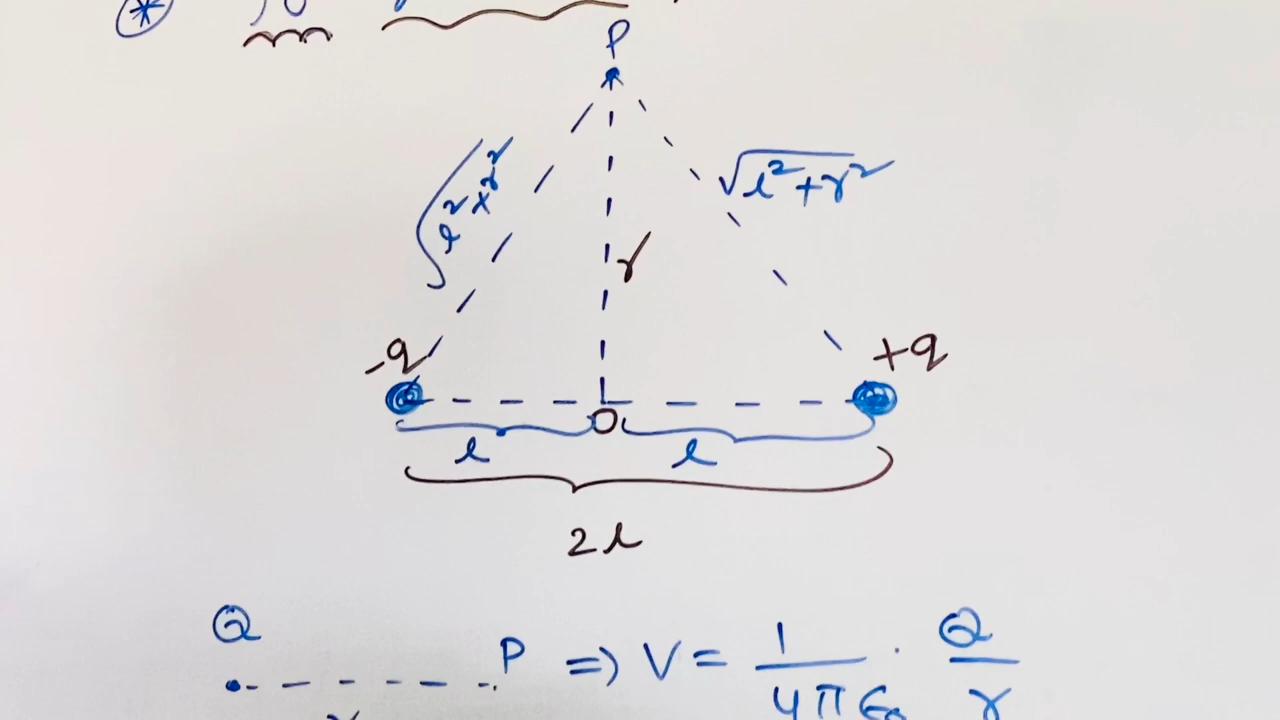 P
√l²+r²
√l²+r²
r
-q
+q
O
l
l
2l
Q
P => V = 1/4πε₀ · Q/r
r